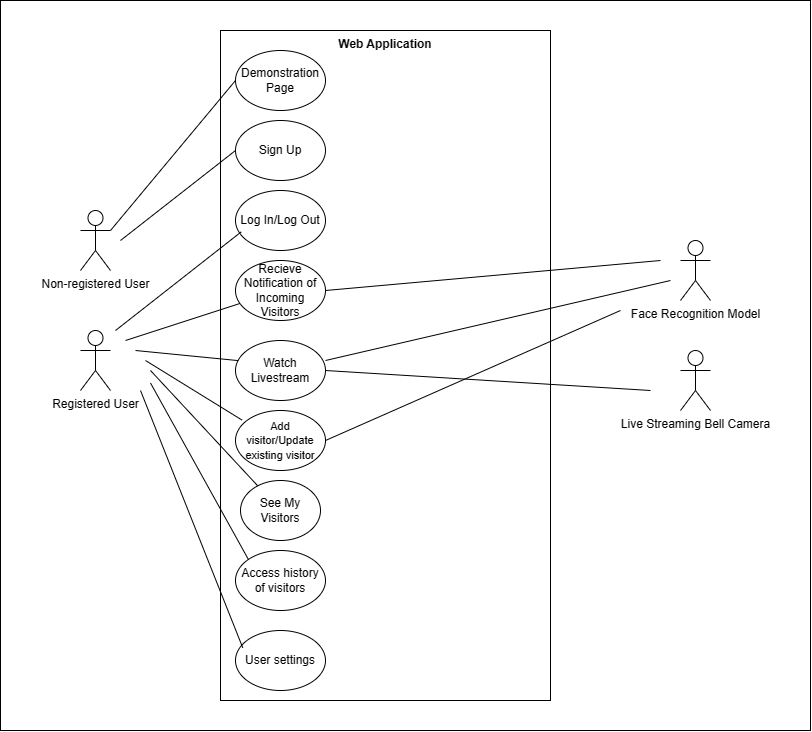 Web Application
Demonstration
Page
Sign Up
Log In/Log Out
Recieve
Notification of
Incoming
Visitors
Watch
Livestream
Add
visitor/Update
existing visitor
See My
Visitors
Access history
of visitors
User settings
Non-registered User
Registered User
Face Recognition Model
Live Streaming Bell Camera